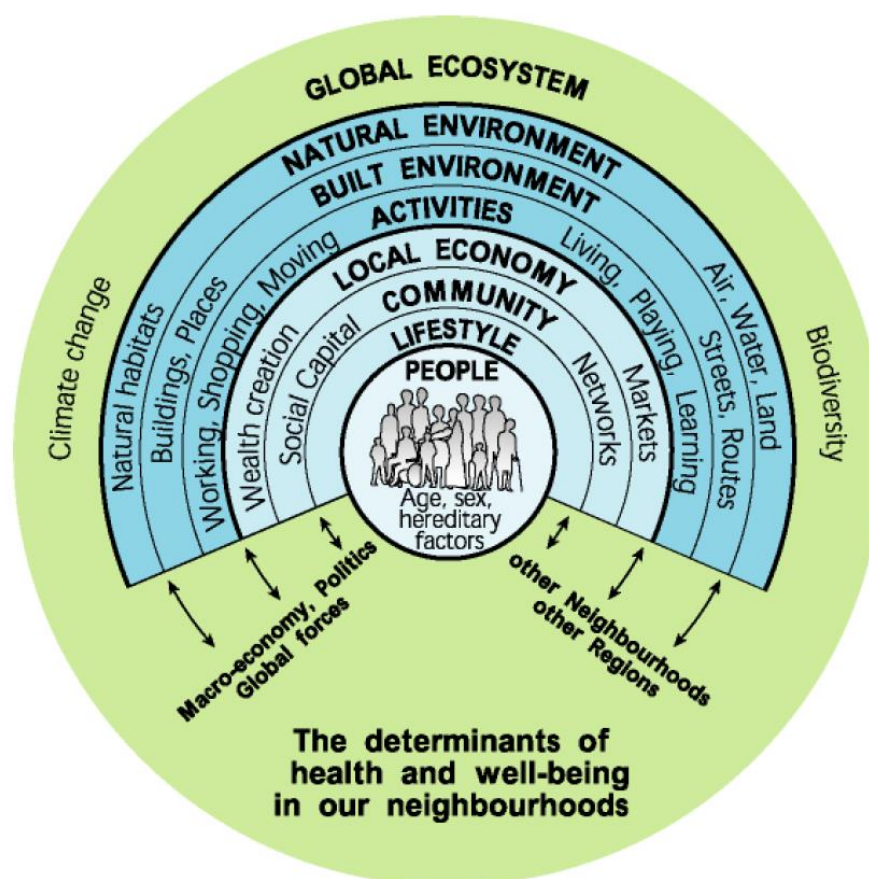 GLOBAL ECOSYSTEM
NATURAL ENVIRONMENT
BUILT ENVIRONMENT
ACTIVITIES
LOCAL ECONOMY
COMMUNITY
LIFESTYLE
PEOPLE
Age, sex,
hereditary
factors
Climate change
Natural habitats
Buildings, Places
Working, Shopping, Moving
Wealth creation
Social Capital
Living, Playing, Learning
Networks
Markets
Streets, Routes
Air, Water, Land
Biodiversity
Macro-economy, Politics
Global forces
other Neighbourhoods
other Regions
The determinants of
health and well-being
in our neighbourhoods